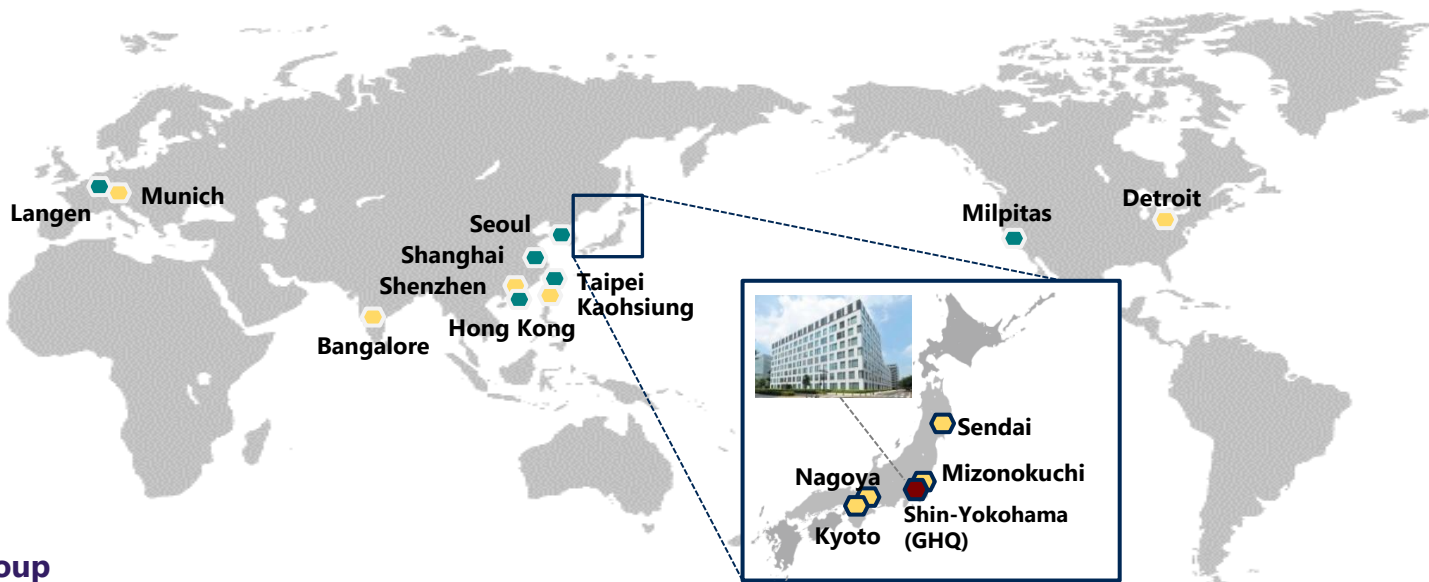 Langen
Munich
Seoul
Shanghai
Shenzhen
Hong Kong
Taipei
Kaohsiung
Bangalore
Milpitas
Detroit
Sendai
Nagoya
Mizonokuchi
Kyoto
Shin-Yokohama
(GHQ)
oup